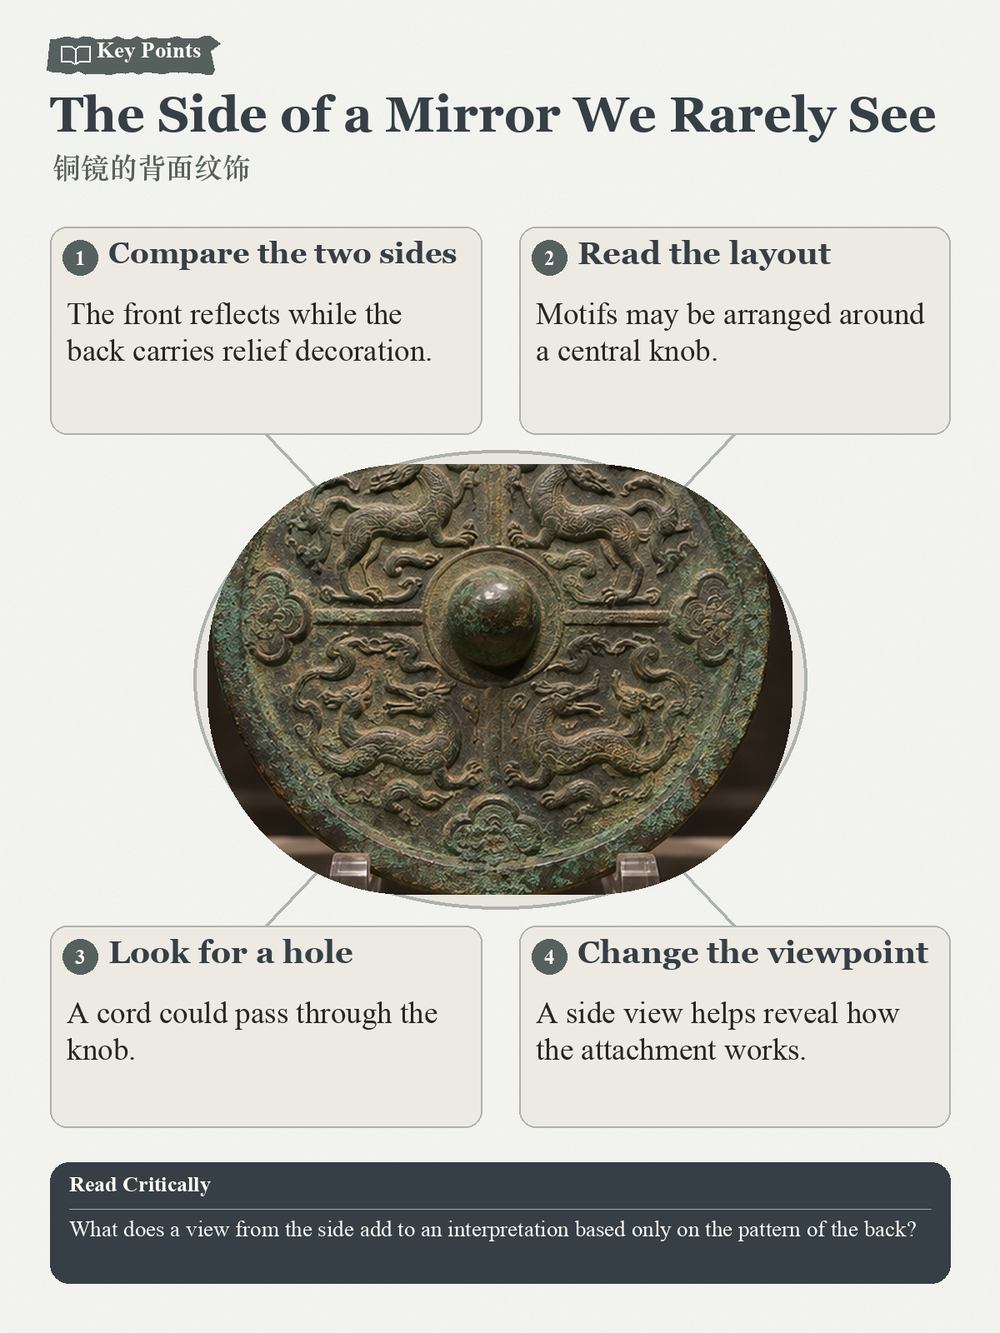 Key Points
The Side of a Mirror We Rarely See
铜镜的背面纹饰
1 Compare the two sides
The front reflects while the
back carries relief decoration.
2 Read the layout
Motifs may be arranged around
a central knob.
3 Look for a hole
A cord could pass through the
knob.
4 Change the viewpoint
A side view helps reveal how
the attachment works.
Read Critically
What does a view from the side add to an interpretation based only on the pattern of the back?